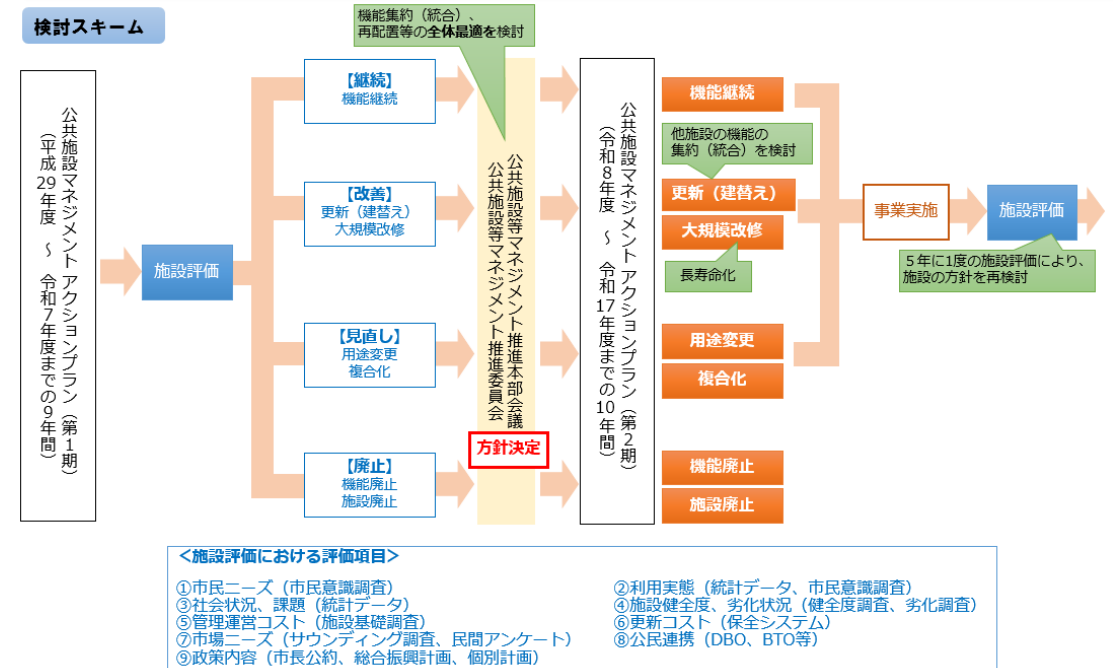 検討スキーム
機能集約（統合）、
再配置等の全体最適を検討
公共施設マネジメント アクションプラン（第１期）
（平成29年度　～　令和７年度までの９年間）
施設評価
【継続】
機能継続
【改善】
更新（建替え）
大規模改修
【見直し】
用途変更
複合化
【廃止】
機能廃止
施設廃止
公共施設等マネジメント推進本部会議
公共施設等マネジメント推進委員会
方針決定
公共施設マネジメント アクションプラン（第２期）
（令和８年度　～　令和17年度までの10年間）
機能継続
他施設の機能の
集約（統合）を検討
更新（建替え）
大規模改修
長寿命化
用途変更
複合化
機能廃止
施設廃止
事業実施
施設評価
５年に1度の施設評価により、
施設の方針を再検討
＜施設評価における評価項目＞
①市民ニーズ（市民意識調査）
②利用実態（統計データ、市民意識調査）
③社会状況、課題（統計データ）
④施設健全度、劣化状況（健全度調査、劣化調査）
⑤管理運営コスト（施設基礎調査）
⑥更新コスト（保全システム）
⑦市場ニーズ（サウンディング調査、民間アンケート）
⑧公民連携（DBO、BTO等）
⑨政策内容（市長公約、総合振興計画、個別計画）